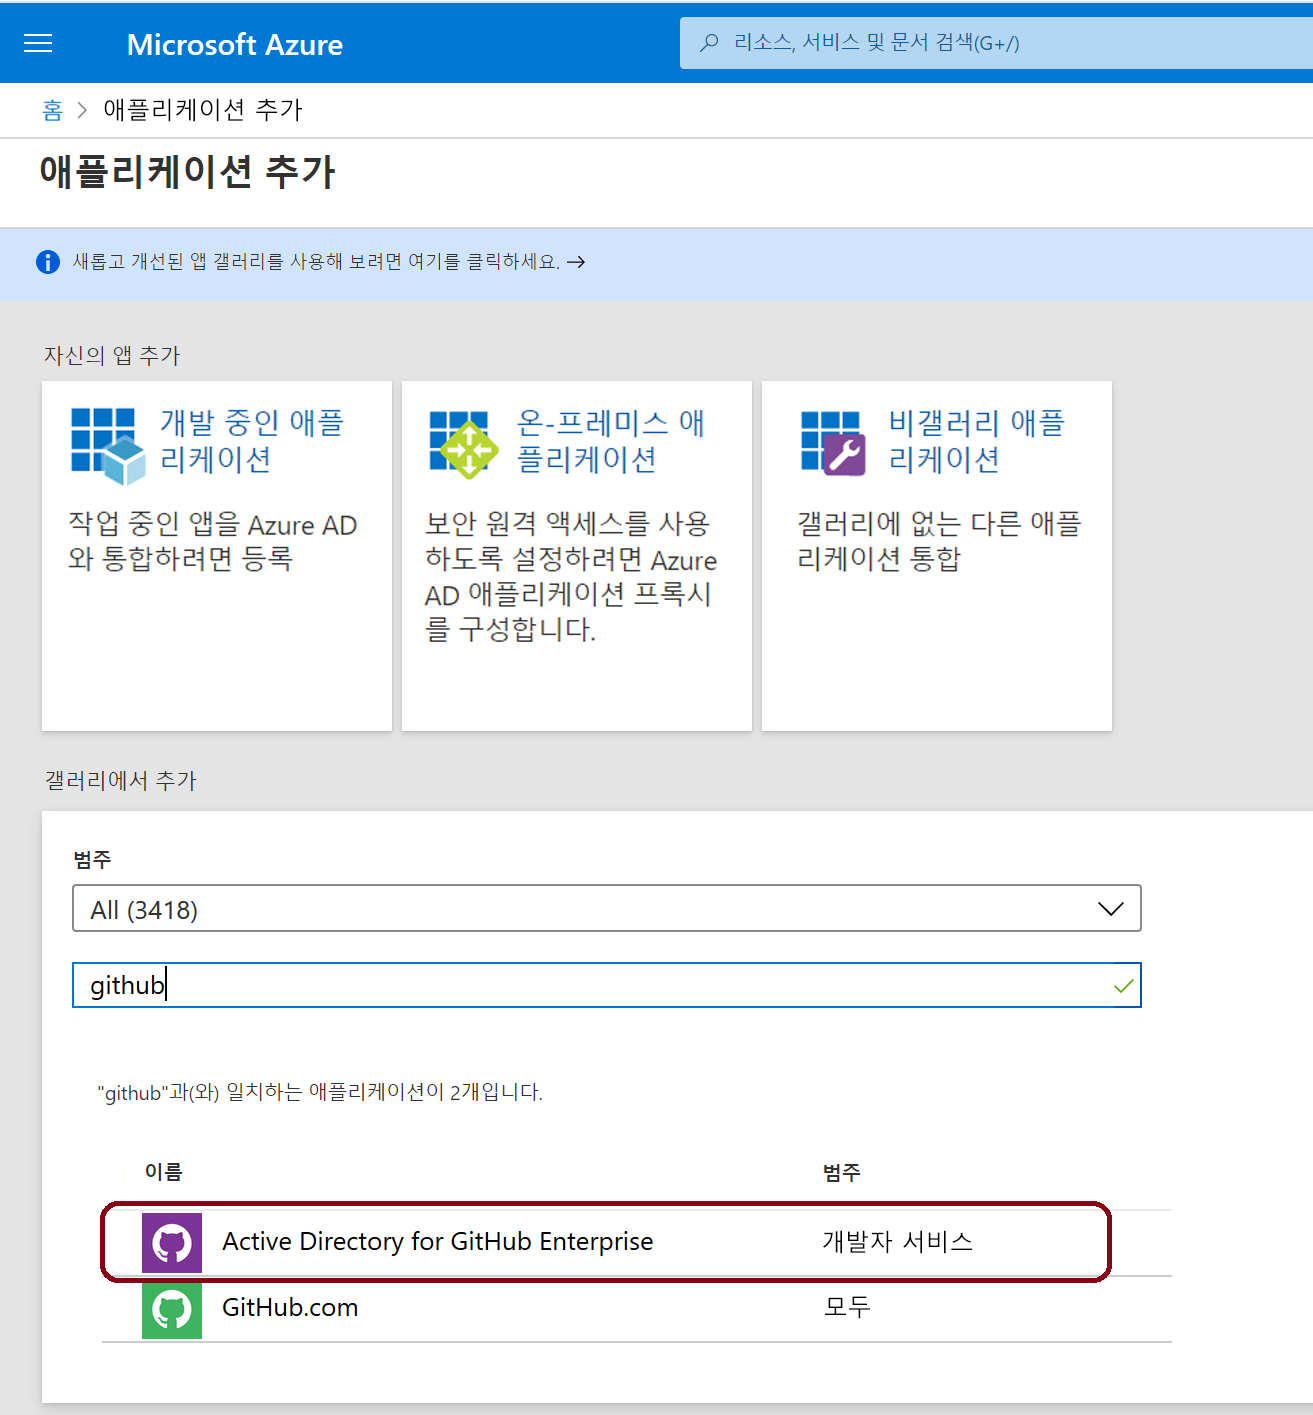 Microsoft Azure
리소스, 서비스 및 문서 검색(G+/)
홈 > 애플리케이션 추가
애플리케이션 추가
새롭고 개선된 앱 갤러리를 사용해 보려면 여기를 클릭하세요. →
자신의 앱 추가
개발 중인 애플
리케이션
작업 중인 앱을 Azure AD
와 통합하려면 등록
온-프레미스 애
플리케이션
보안 원격 액세스를 사용
하도록 설정하려면 Azure
AD 애플리케이션 프록시
를 구성합니다.
비갤러리 애플
리케이션
갤러리에 없는 다른 애플
리케이션 통합
갤러리에서 추가
범주
All (3418)
github
"github"과(와) 일치하는 애플리케이션이 2개입니다.
이름 범주
Active Directory for GitHub Enterprise 개발자 서비스
GitHub.com 모두